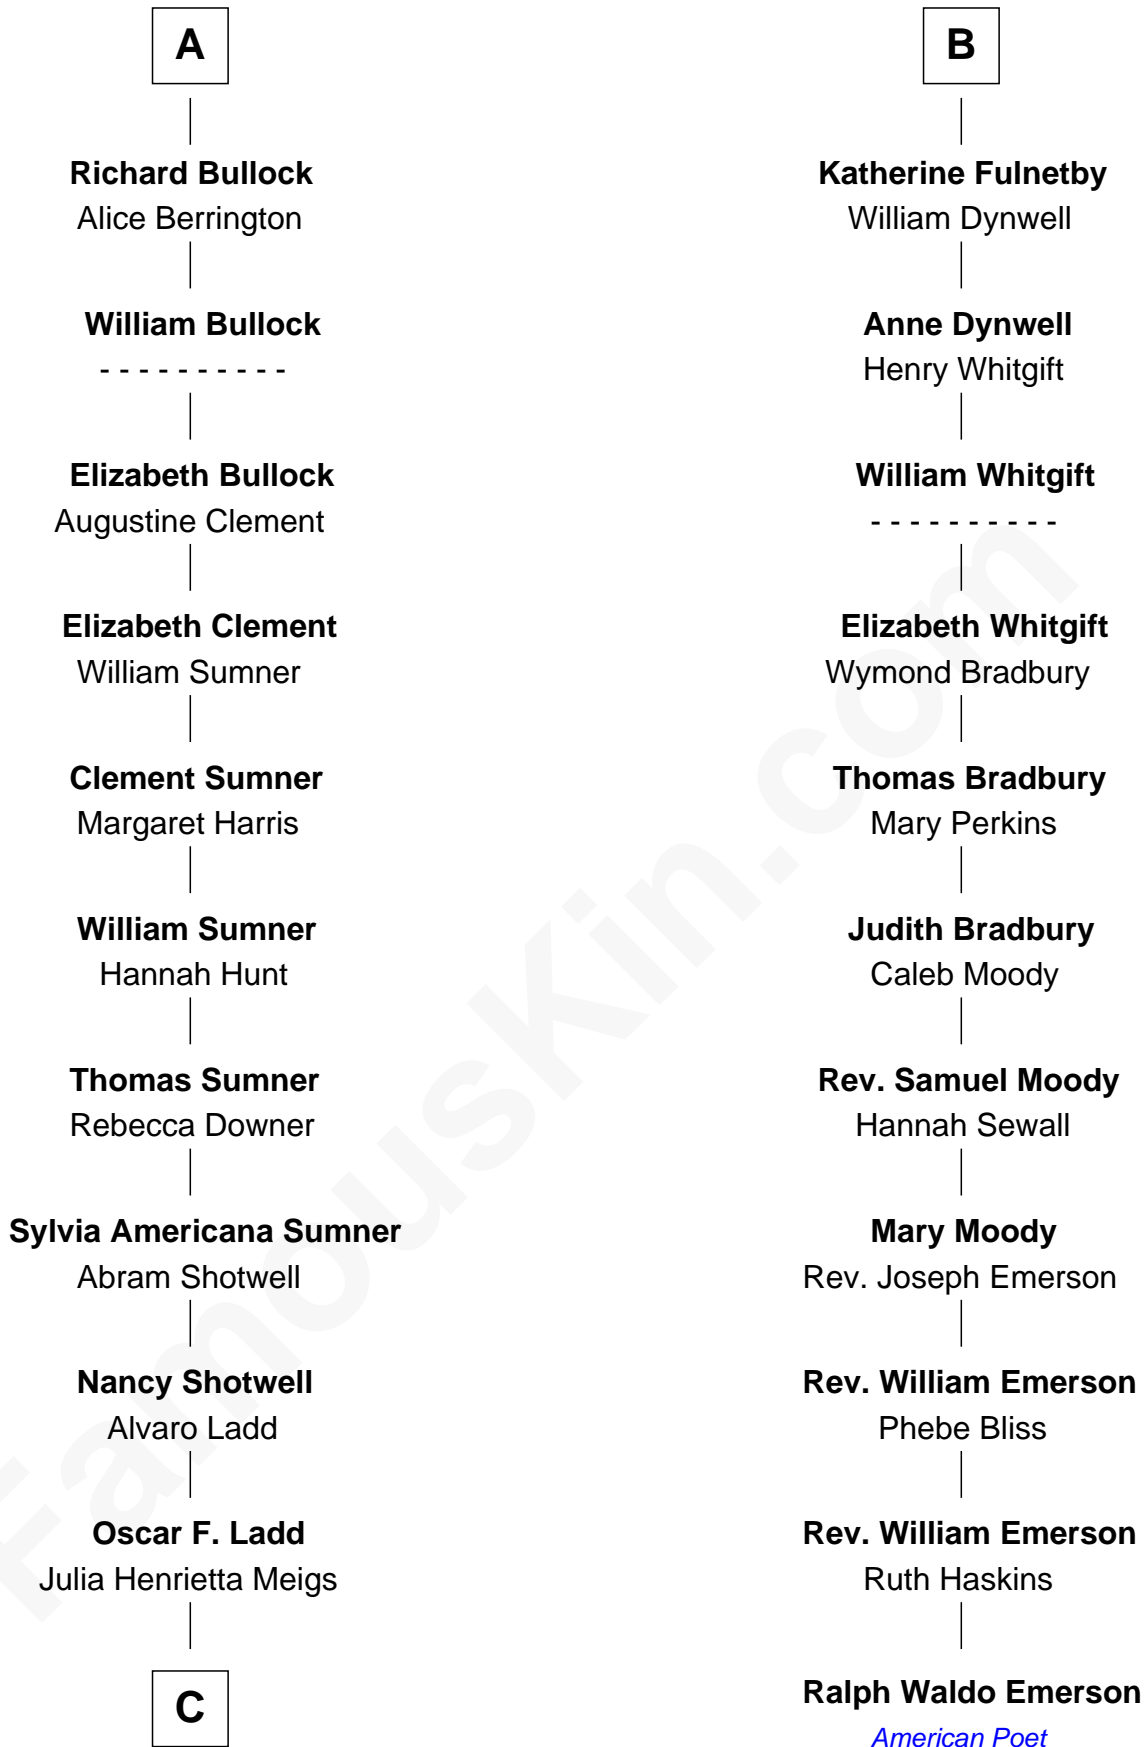 A
Richard Bullock
Alice Berrington
William Bullock
- - - - - - - - - -
Elizabeth Bullock
Augustine Clement
Elizabeth Clement
William Sumner
Clement Sumner
Margaret Harris
William Sumner
Hannah Hunt
Thomas Sumner
Rebecca Downer
Sylvia Americana Sumner
Abram Shotwell
Nancy Shotwell
Alvaro Ladd
Oscar F. Ladd
Julia Henrietta Meigs
C
B
Katherine Fulnetby
William Dynwell
Anne Dynwell
Henry Whitgift
William Whitgift
- - - - - - - - - -
Elizabeth Whitgift
Wymond Bradbury
Thomas Bradbury
Mary Perkins
Judith Bradbury
Caleb Moody
Rev. Samuel Moody
Hannah Sewall
Mary Moody
Rev. Joseph Emerson
Rev. William Emerson
Phebe Bliss
Rev. William Emerson
Ruth Haskins
Ralph Waldo Emerson
American Poet
FamousKin.com